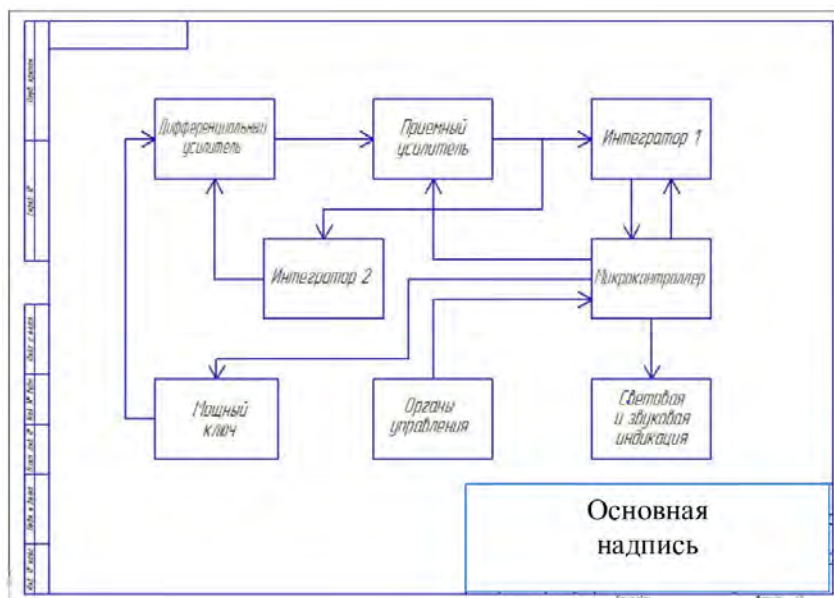 Дифференциальный
усилитель
Приемный
усилитель
Интегратор 1
Интегратор 2
Микроконтроллер
Мощный
ключ
Органы
управления
Световая
и звуковая
индикация
Основная
надпись